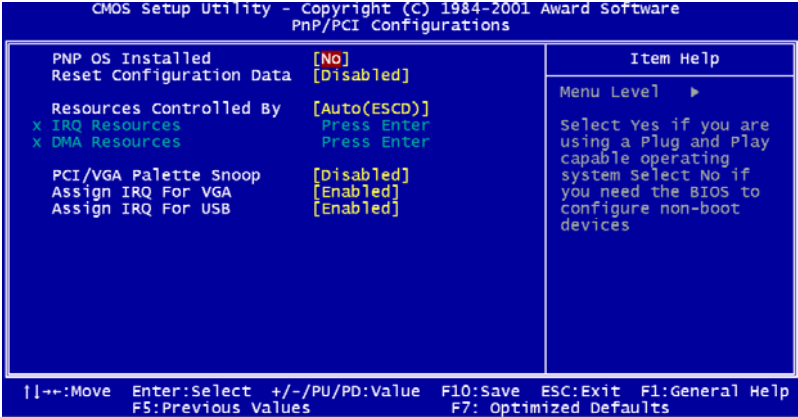 CMOS Setup Utility - Copyright (C) 1984-2001 Award Software
PnP/PCI Configurations
PNP OS Installed [No]
Reset Configuration Data [Disabled]
Resources Controlled By [Auto(ESCD)]
x IRQ Resources Press Enter
x DMA Resources Press Enter
PCI/VGA Palette Snoop [Disabled]
Assign IRQ For VGA [Enabled]
Assign IRQ For USB [Enabled]
Item Help
Menu Level ▶
Select Yes if you are
using a Plug and Play
capable operating
system Select No if
you need the BIOS to
configure non-boot
devices
↑↓→←:Move Enter:Select +/-/PU/PD:Value F10:Save ESC:Exit F1:General Help
F5:Previous Values F7: Optimized Defaults